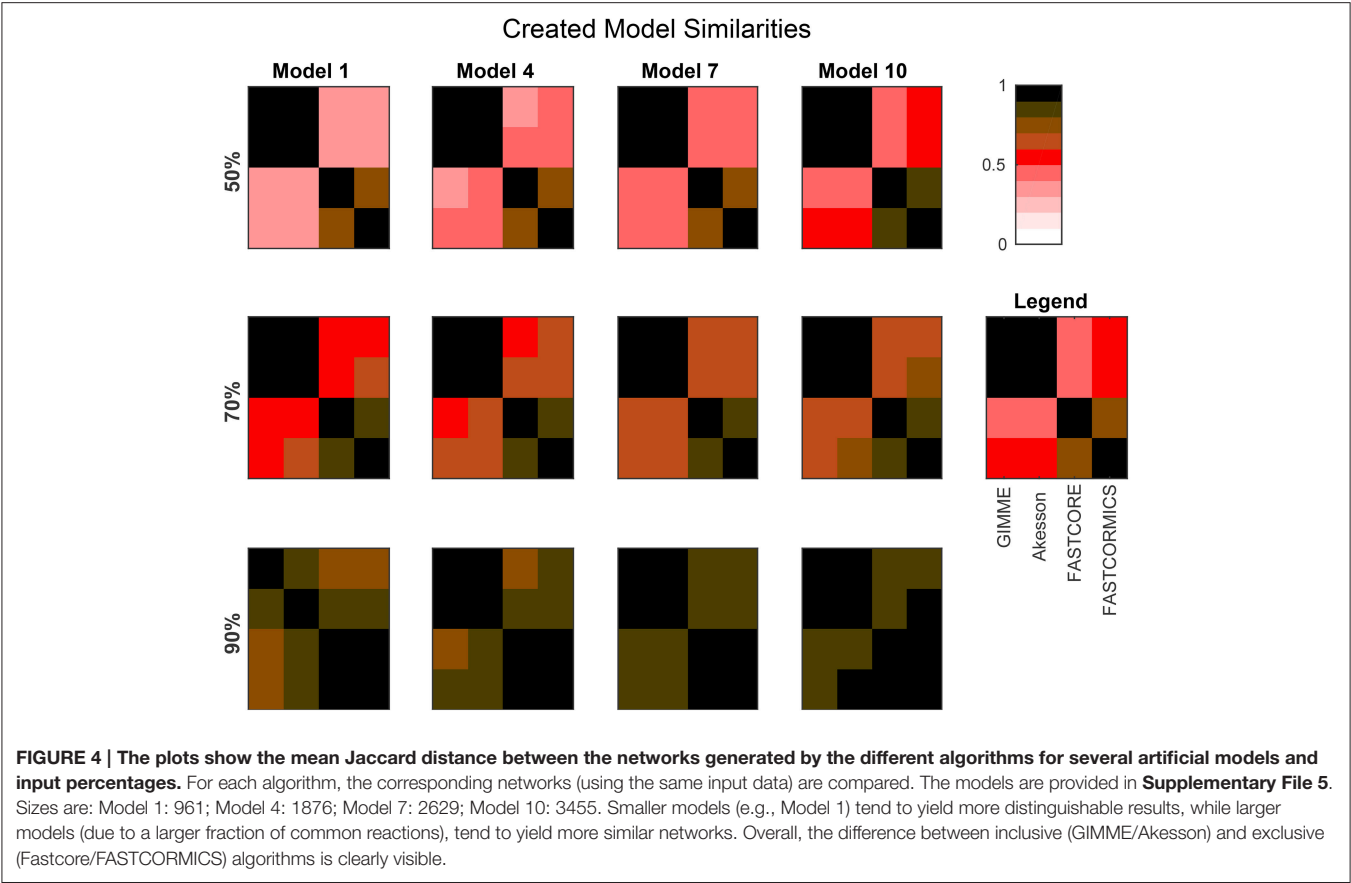 Created Model Similarities
Model 1
Model 4
Model 7
Model 10
1
0.5
0
50%
70%
90%
Legend
GIMME
Akesson
FASTCORE
FASTCORMICS
FIGURE 4 | The plots show the mean Jaccard distance between the networks generated by the different algorithms for several artificial models and
input percentages. For each algorithm, the corresponding networks (using the same input data) are compared. The models are provided in Supplementary File 5.
Sizes are: Model 1: 961; Model 4: 1876; Model 7: 2629; Model 10: 3455. Smaller models (e.g., Model 1) tend to yield more distinguishable results, while larger
models (due to a larger fraction of common reactions), tend to yield more similar networks. Overall, the difference between inclusive (GIMME/Akesson) and exclusive
(Fastcore/FASTCORMICS) algorithms is clearly visible.